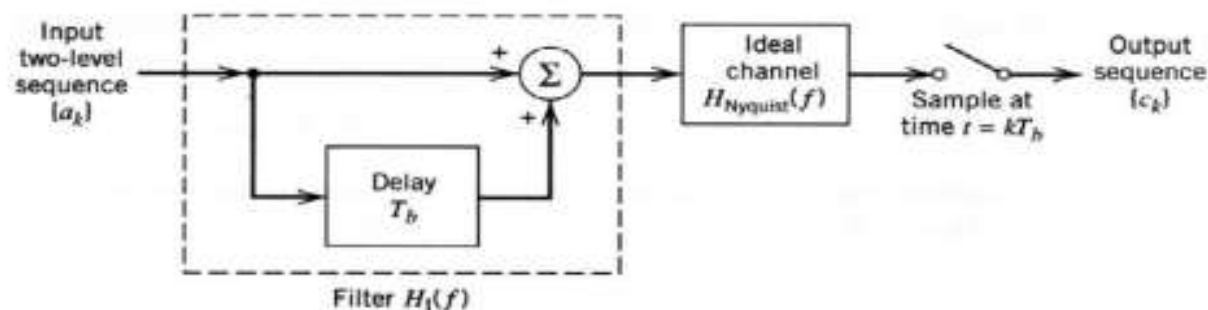 Input
two-level
sequence
{a_k}
+
Σ
+
Delay
T_b
Filter H_I(f)
Ideal
channel
H_Nyquist(f)
Sample at
time t = kT_b
Output
sequence
{c_k}